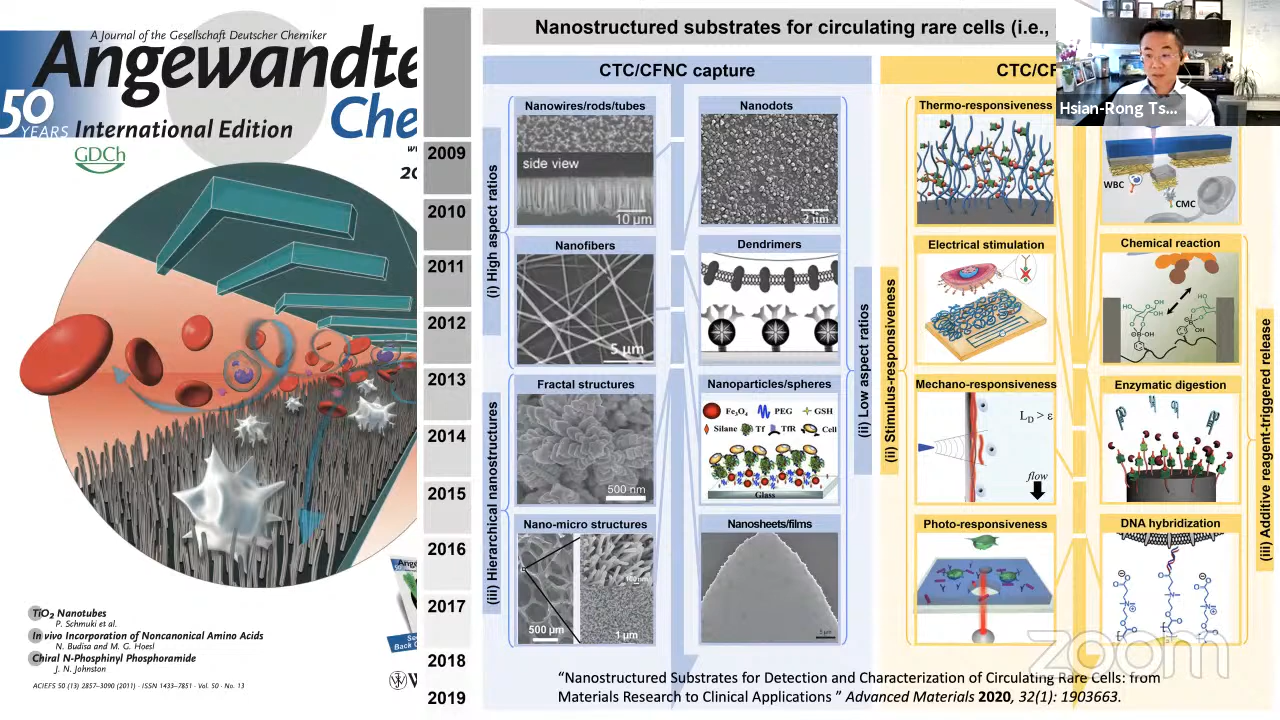 A Journal of the Gesellschaft Deutscher Chemiker
Angewandte
Che
50
YEARS
International Edition
GDCh
TiO2 Nanotubes
P. Schmuki et al.
In vivo Incorporation of Noncanonical Amino Acids
N. Budisa and M. G. Hoesl
Chiral N-Phosphinyl Phosphoramide
J. N. Johnston
ACIEFS 50 (13) 2857–3090 (2011) · ISSN 1433–7851 · Vol. 50 · No. 13
2009
2010
2011
2012
2013
2014
2015
2016
2017
2018
2019
Nanostructured substrates for circulating rare cells (i.e.,
CTC/CFNC capture
(i) High aspect ratios
(iii) Hierarchical nanostructures
Nanowires/rods/tubes
side view
10 µm
Nanofibers
5 µm
Fractal structures
500 nm
Nano-micro structures
500 µm
100 nm
1 µm
Nanodots
2 µm
Dendrimers
Nanoparticles/spheres
Fe3O4 PEG GSH
Silane Tf TfR Cell
Glass
Nanosheets/films
5 µm
(ii) Low aspect ratios
CTC/CF
(ii) Stimulus-responsiveness
Thermo-responsiveness
Electrical stimulation
Mechano-responsiveness
LD > ε
flow
Photo-responsiveness
WBC
CMC
Chemical reaction
Enzymatic digestion
DNA hybridization
(iii) Additive reagent-triggered release
Hsian-Rong Ts...
“Nanostructured Substrates for Detection and Characterization of Circulating Rare Cells: from
Materials Research to Clinical Applications ” Advanced Materials 2020, 32(1): 1903663.
zoom